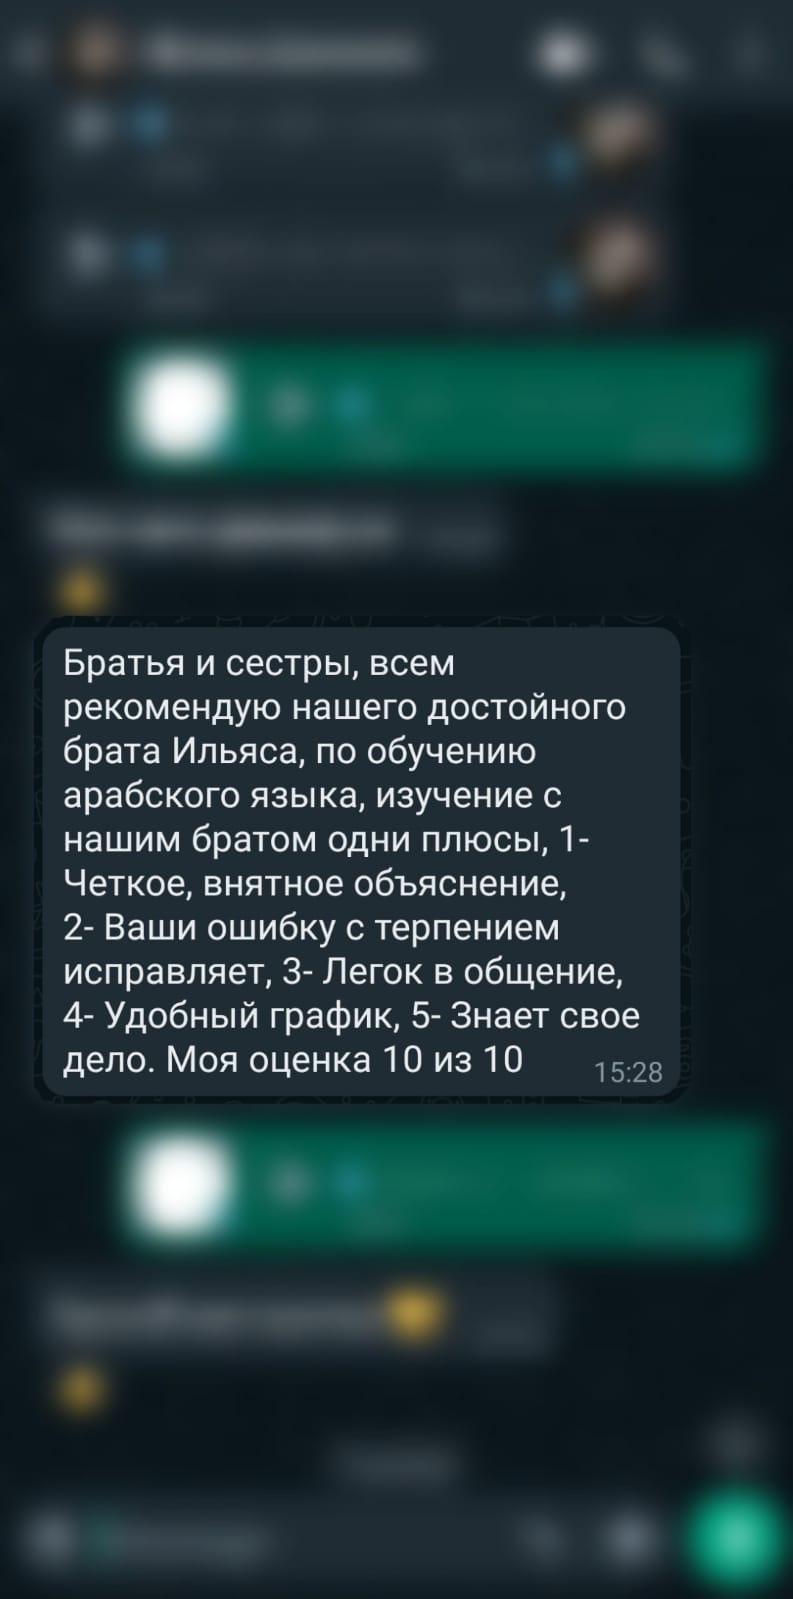 Братья и сестры, всем
рекомендую нашего достойного
брата Ильяса, по обучению
арабского языка, изучение с
нашим братом одни плюсы, 1-
Четкое, внятное объяснение,
2- Ваши ошибку с терпением
исправляет, 3- Легок в общение,
4- Удобный график, 5- Знает свое
дело. Моя оценка 10 из 10
15:28